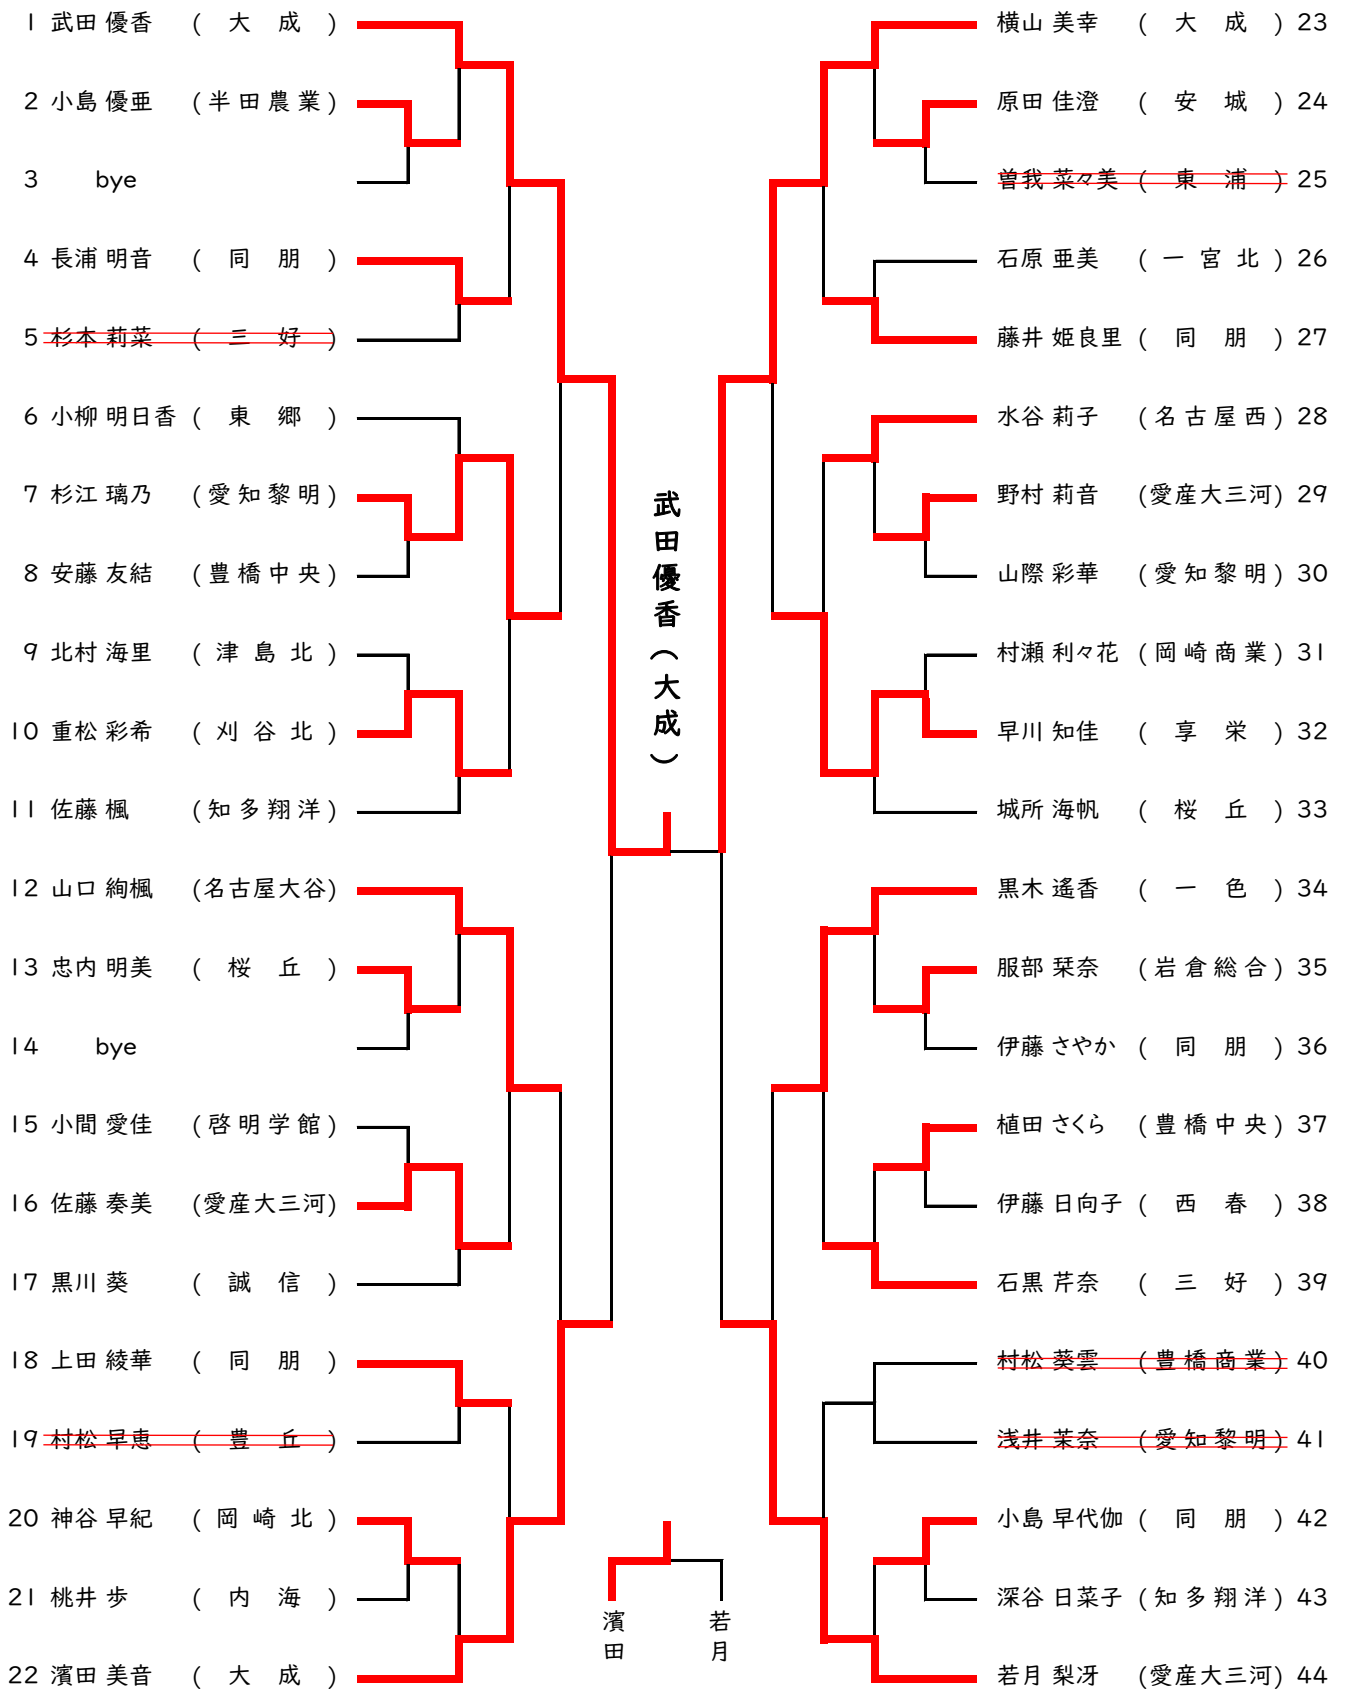 1 武田 優香 ( 大 成 )
2 小島 優亜 (半田農業)
3 bye
4 長浦 明音 ( 同 朋 )
5 杉本 莉菜 ( 三 好 )
6 小柳 明日香 ( 東 郷 )
7 杉江 璃乃 (愛知黎明)
8 安藤 友結 (豊橋中央)
9 北村 海里 ( 津 島 北 )
10 重松 彩希 ( 刈 谷 北 )
11 佐藤 楓 (知多翔洋)
12 山口 絢楓 (名古屋大谷)
13 忠内 明美 ( 桜 丘 )
14 bye
15 小間 愛佳 (啓明学館)
16 佐藤 奏美 (愛産大三河)
17 黒川 葵 ( 誠 信 )
18 上田 綾華 ( 同 朋 )
19 村松 早恵 ( 豊 丘 )
20 神谷 早紀 ( 岡 崎 北 )
21 桃井 歩 ( 内 海 )
22 濱田 美音 ( 大 成 )
武田優香(大成)
濱田
若月
横山 美幸 ( 大 成 ) 23
原田 佳澄 ( 安 城 ) 24
曽我 菜々美 ( 東 浦 ) 25
石原 亜美 ( 一 宮 北 ) 26
藤井 姫良里 ( 同 朋 ) 27
水谷 莉子 (名古屋西) 28
野村 莉音 (愛産大三河) 29
山際 彩華 (愛知黎明) 30
村瀬 利々花 (岡崎商業) 31
早川 知佳 ( 享 栄 ) 32
城所 海帆 ( 桜 丘 ) 33
黒木 遙香 ( 一 色 ) 34
服部 栞奈 (岩倉総合) 35
伊藤 さやか ( 同 朋 ) 36
植田 さくら (豊橋中央) 37
伊藤 日向子 ( 西 春 ) 38
石黒 芹奈 ( 三 好 ) 39
村松 葵雲 (豊橋商業) 40
浅井 茉奈 (愛知黎明) 41
小島 早代伽 ( 同 朋 ) 42
深谷 日菜子 (知多翔洋) 43
若月 梨冴 (愛産大三河) 44